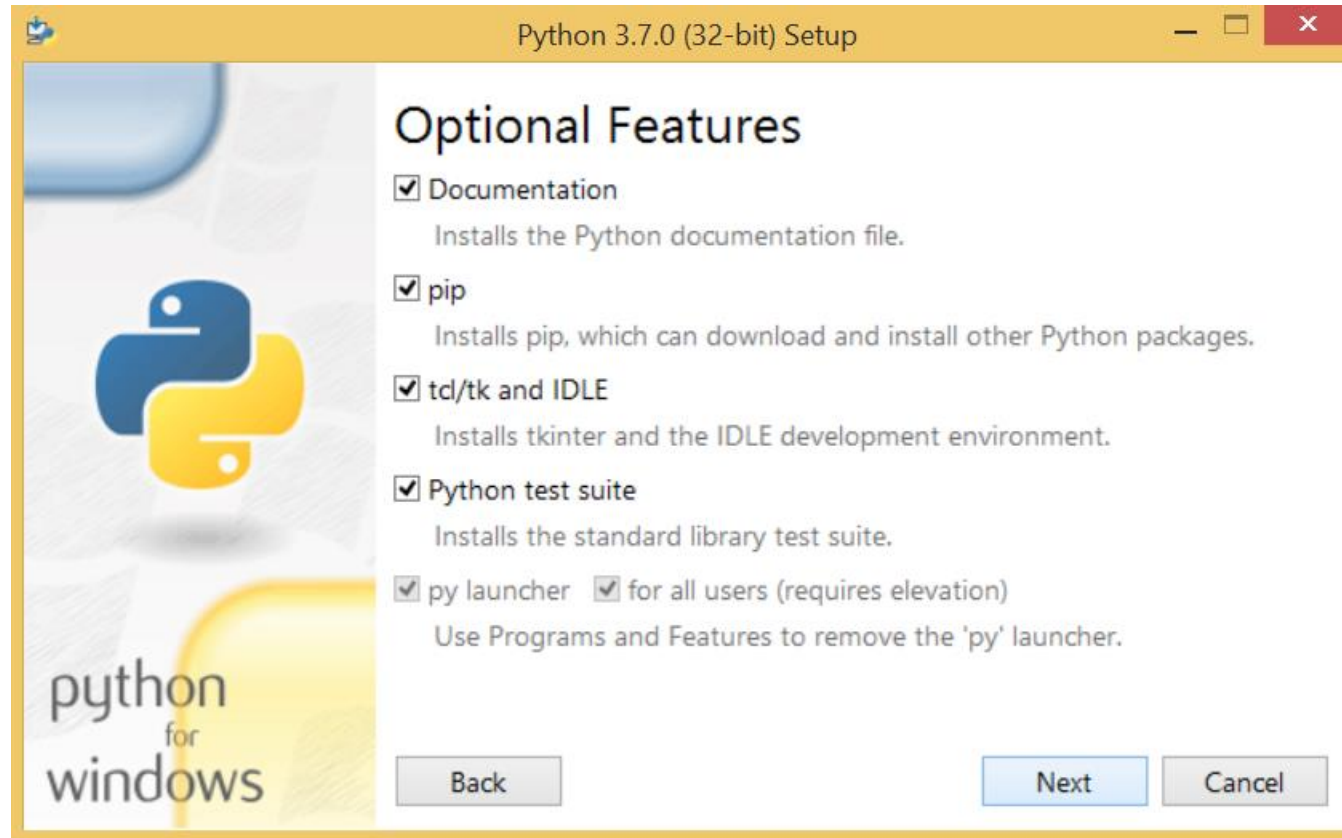 Python 3.7.0 (32-bit) Setup
Optional Features
Documentation
Installs the Python documentation file.
pip
Installs pip, which can download and install other Python packages.
tcl/tk and IDLE
Installs tkinter and the IDLE development environment.
Python test suite
Installs the standard library test suite.
py launcher for all users (requires elevation)
Use Programs and Features to remove the 'py' launcher.
python
for
windows
Back Next Cancel